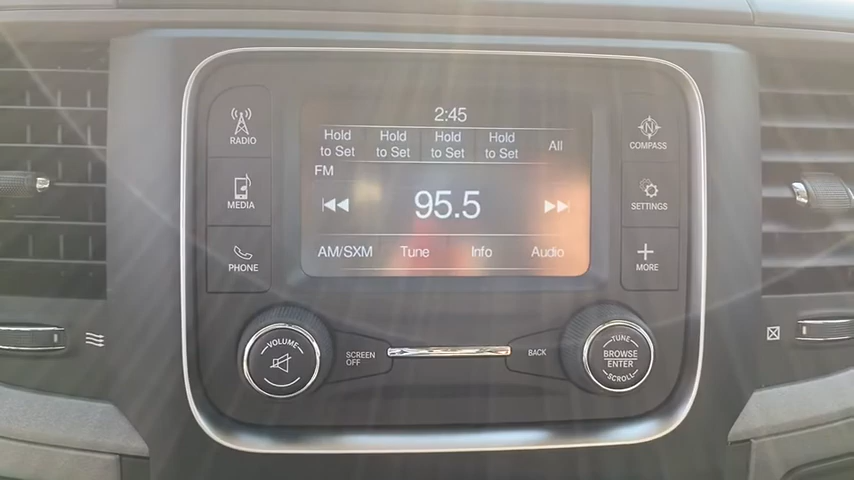 2:45
Hold to Set
Hold to Set
Hold to Set
Hold to Set
All
FM
95.5
AM/SXM
Tune
Info
Audio
RADIO
MEDIA
PHONE
N
COMPASS
SETTINGS
MORE
VOLUME
SCREEN OFF
BACK
TUNE
BROWSE
ENTER
SCROLL